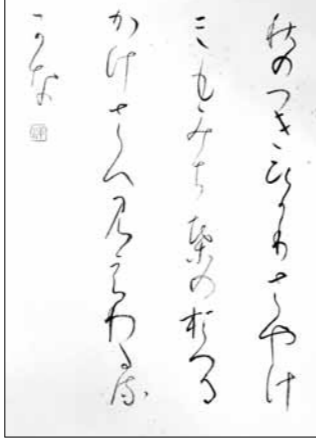 秋のつきひかりさやけ
みもみち葉のおつる
かけさへ見えわたる
かな